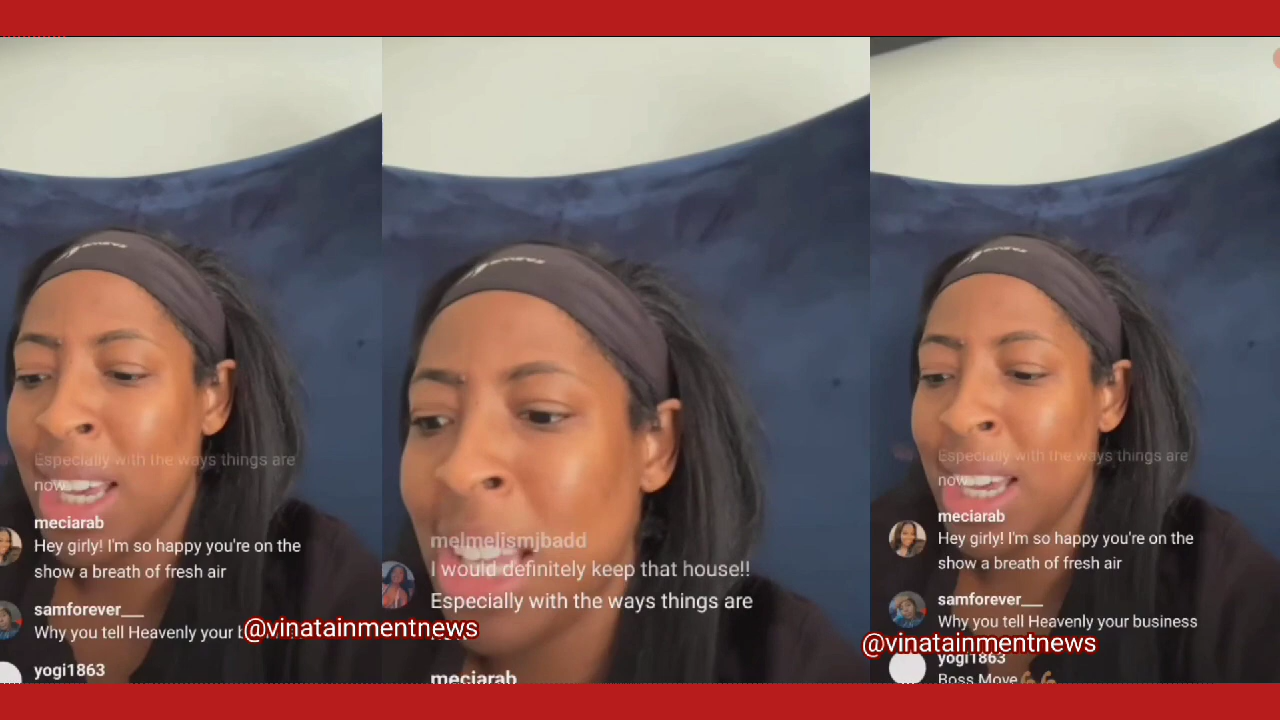 Especially with the ways things are
now
meciarab
Hey girly! I'm so happy you're on the
show a breath of fresh air
samforever___
Why you tell Heavenly your b
@vinatainmentnews
yogi1863
melmelismjbadd
I would definitely keep that house!!
Especially with the ways things are
meciarab
Especially with the ways things are
now
meciarab
Hey girly! I'm so happy you're on the
show a breath of fresh air
samforever___
Why you tell Heavenly your business
@vinatainmentnews
yogi1863
Boss Move 💪🏾💪🏾